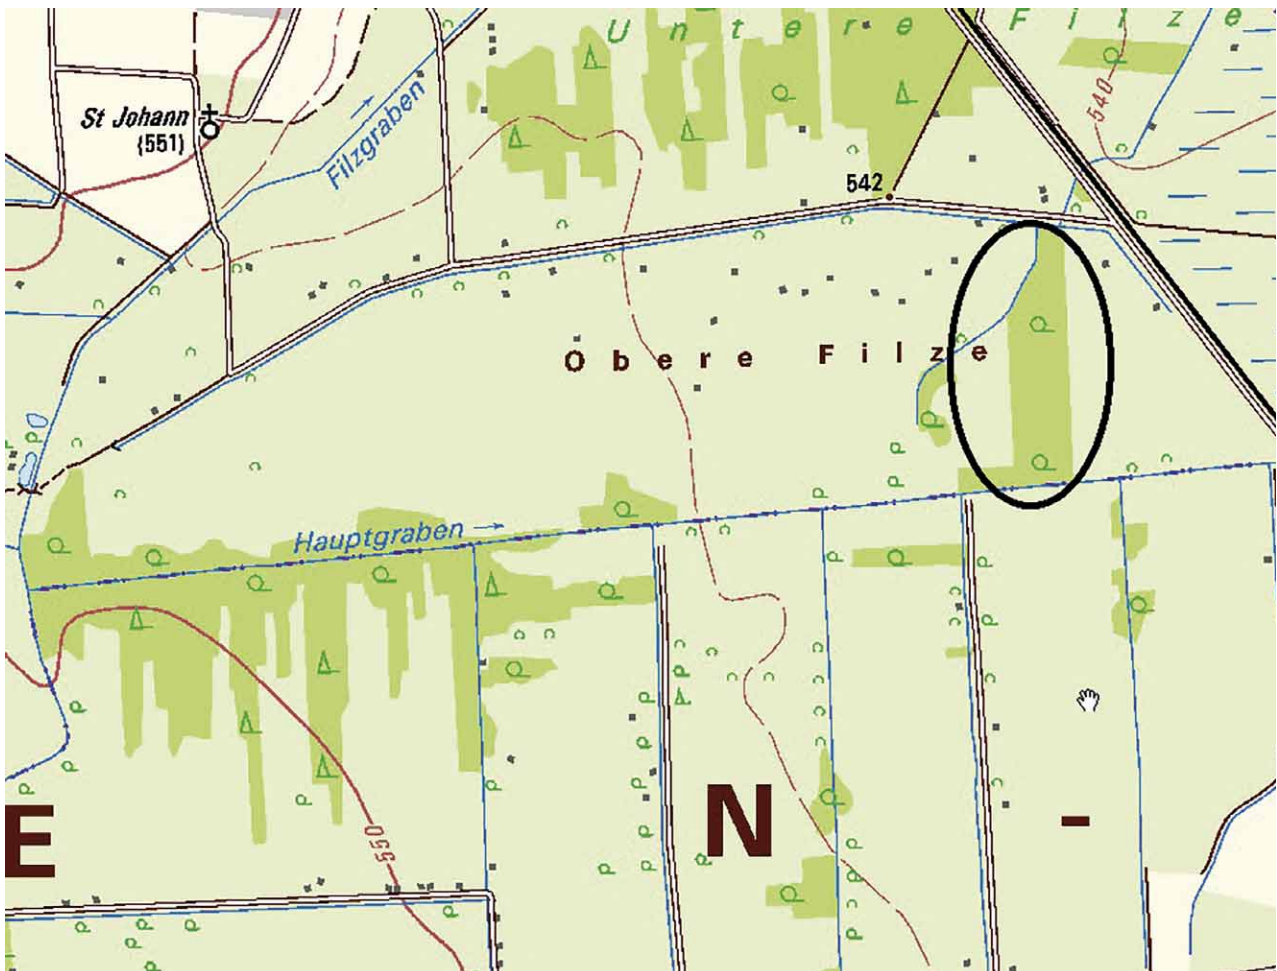 Untere Filze
540
St Johann
(551)
Filzgraben
542
Obere Filze
Hauptgraben
E N -
550